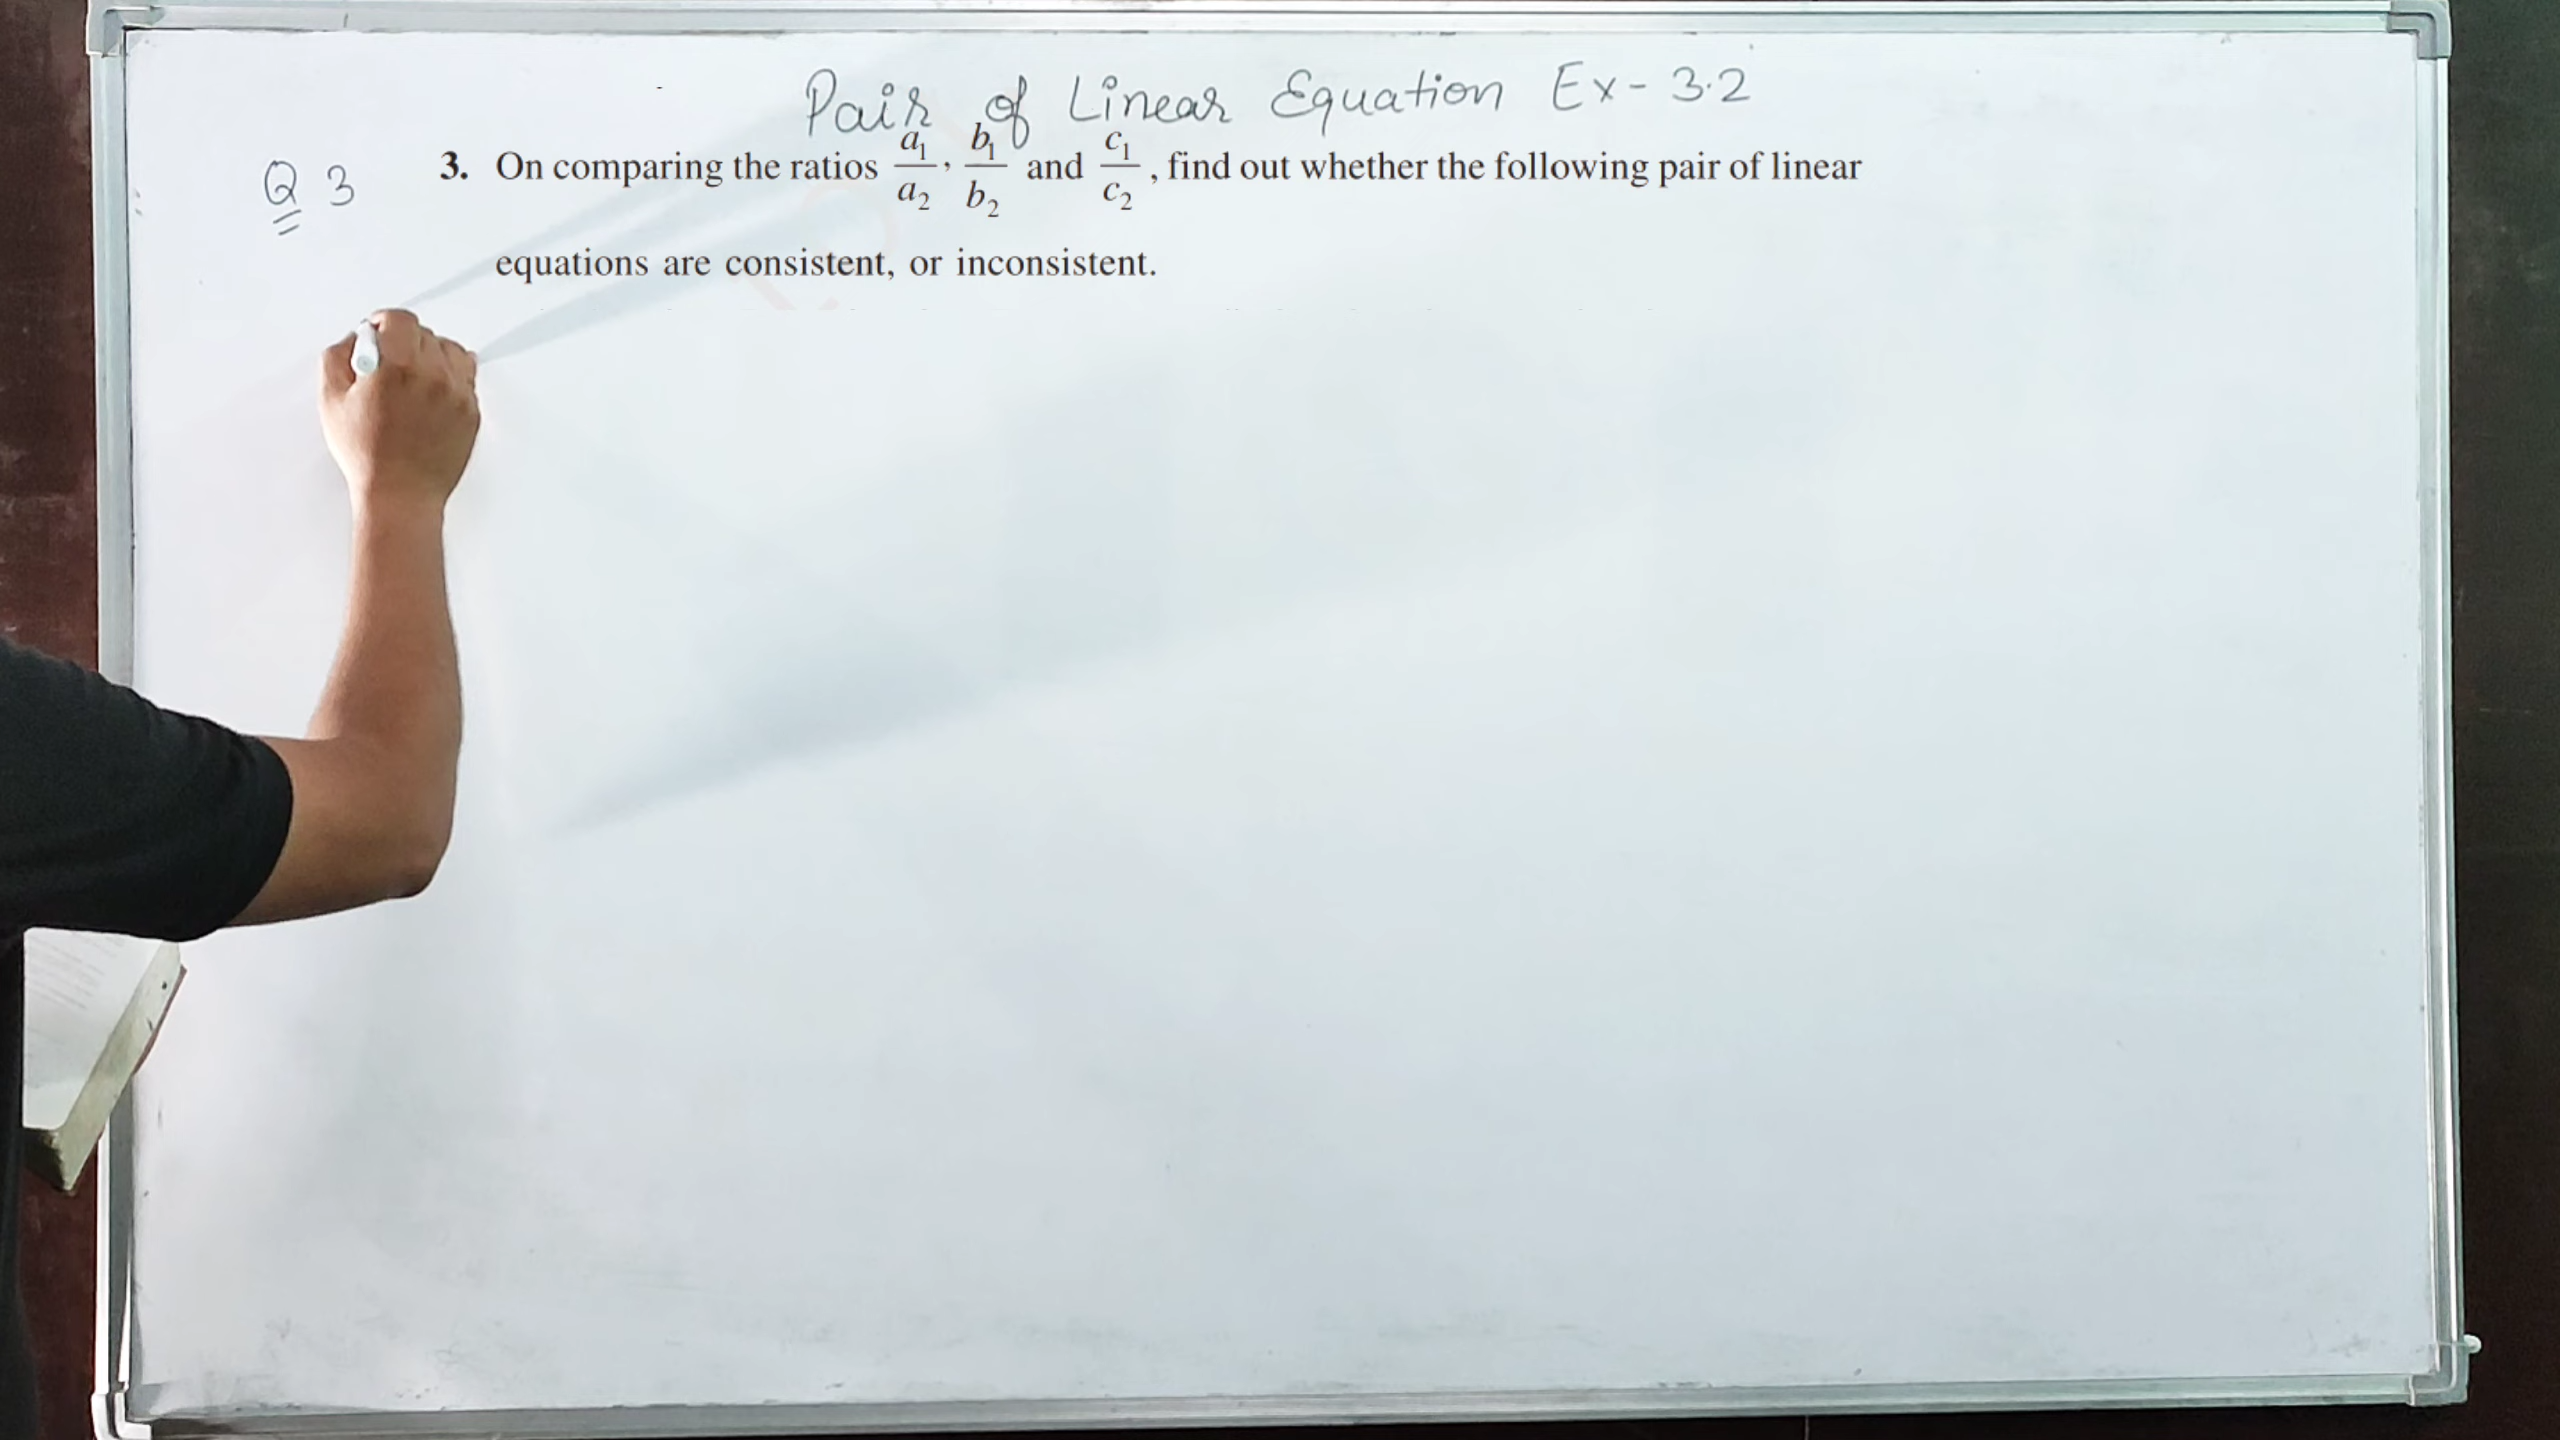 Pair of Linear Equation Ex- 3.2
Q 3
3. On comparing the ratios a₁/a₂, b₁/b₂ and c₁/c₂, find out whether the following pair of linear
equations are consistent, or inconsistent.